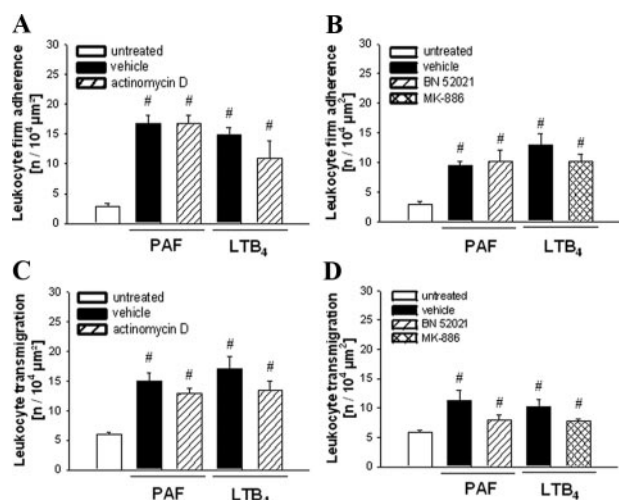 A
Leukocyte firm adherence
[n / 10⁴ µm²]
30
25
20
15
10
5
0
untreated
vehicle
actinomycin D
#
#
#
#
PAF
LTB₄
B
Leukocyte firm adherence
[n / 10⁴ µm²]
30
25
20
15
10
5
0
untreated
vehicle
BN 52021
MK-886
#
#
#
#
PAF
LTB₄
C
Leukocyte transmigration
[n / 10⁴ µm²]
30
25
20
15
10
5
0
untreated
vehicle
actinomycin D
#
#
#
#
PAF
LTB₄
D
Leukocyte transmigration
[n / 10⁴ µm²]
30
25
20
15
10
5
0
untreated
vehicle
BN 52021
MK-886
#
#
#
#
PAF
LTB₄